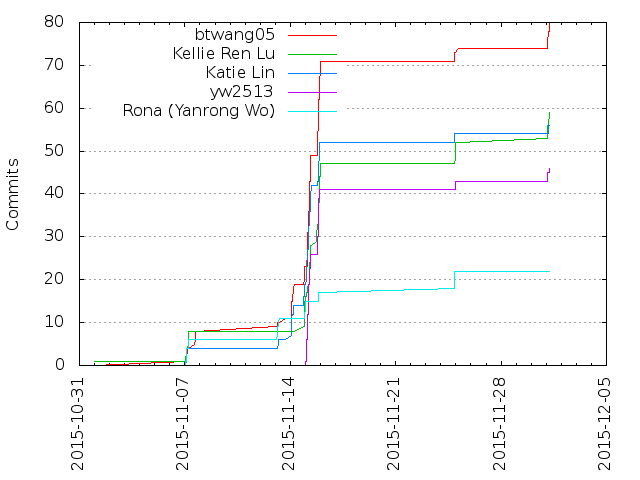 btwang05
Kellie Ren Lu
Katie Lin
yw2513
Rona (Yanrong Wo)
Commits
80
70
60
50
40
30
20
10
0
2015-10-31
2015-11-07
2015-11-14
2015-11-21
2015-11-28
2015-12-05